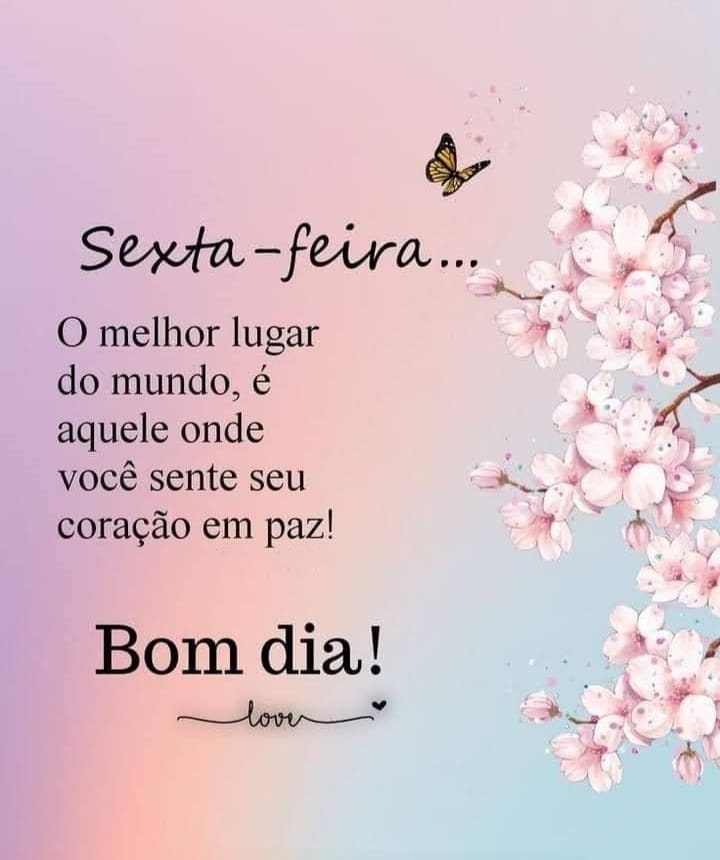 Sexta-feira...
O melhor lugar
do mundo, é
aquele onde
você sente seu
coração em paz!
Bom dia!
love